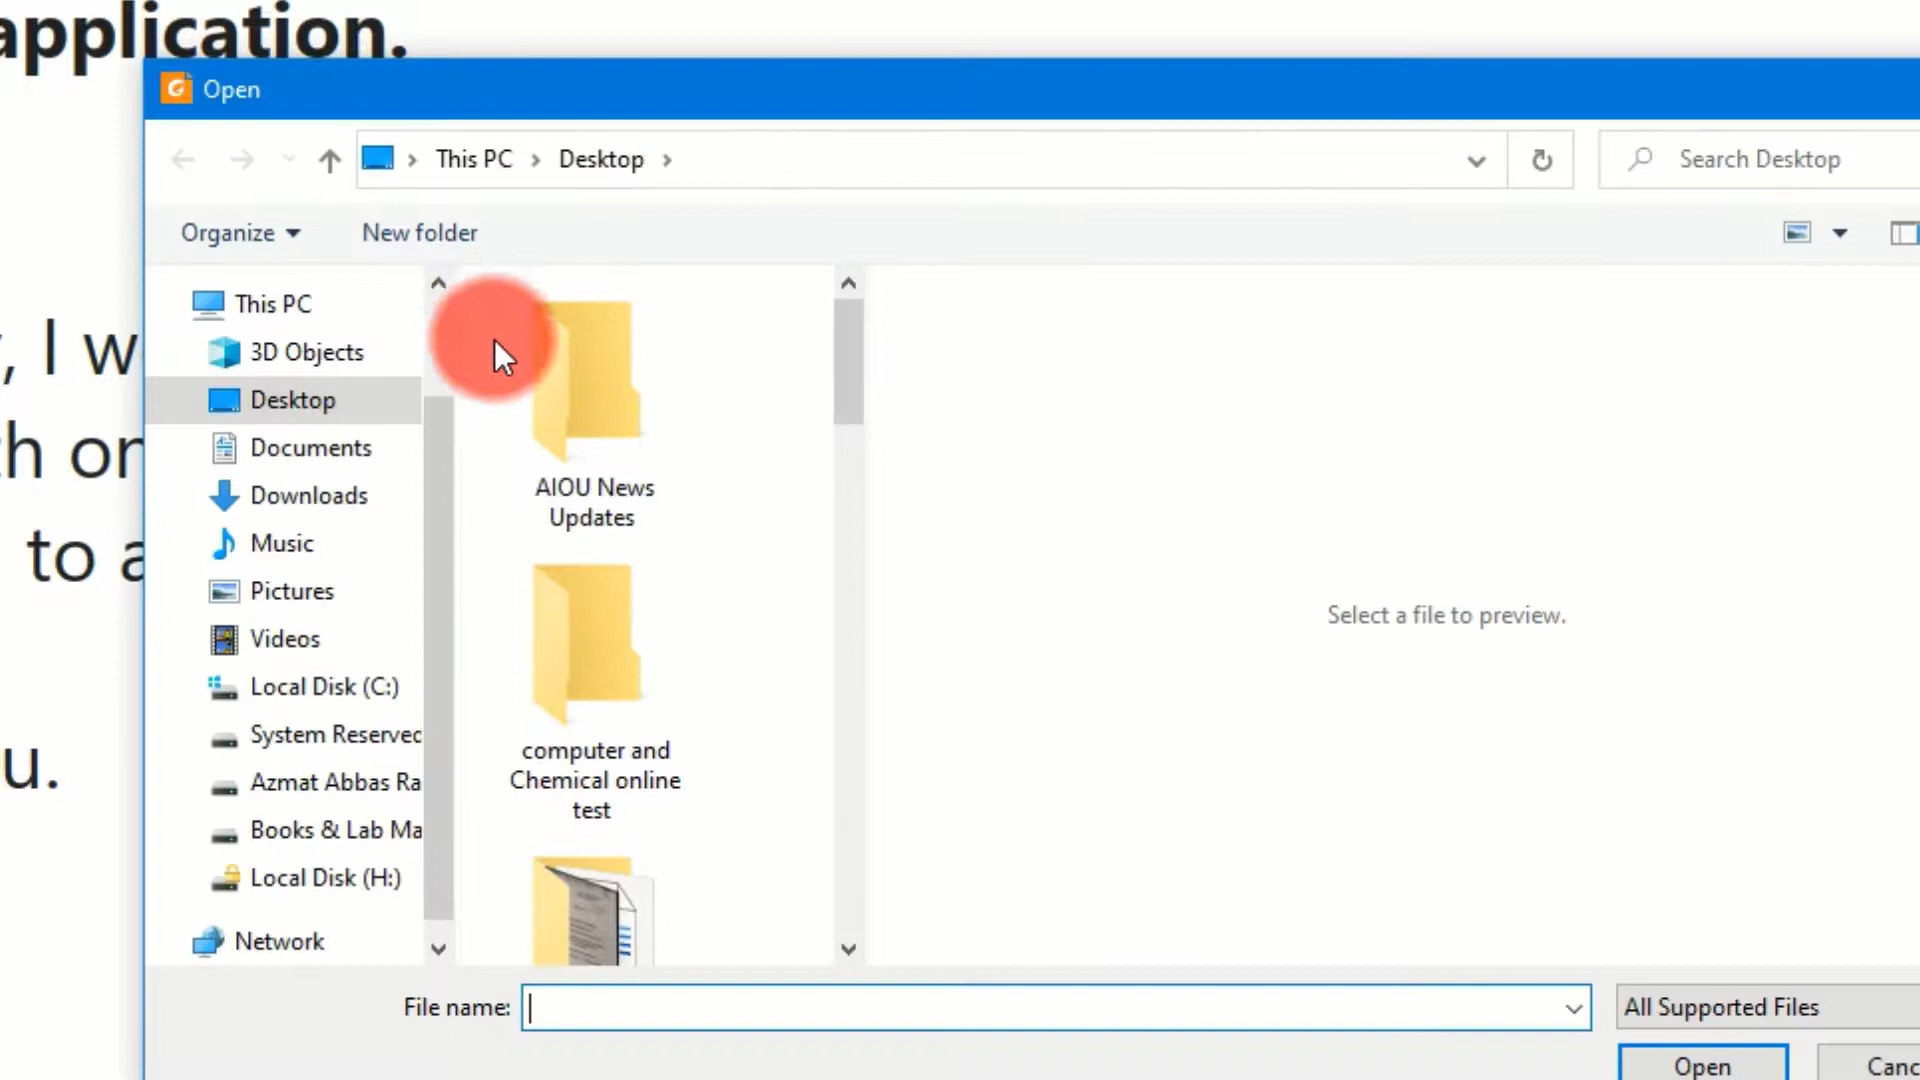 application.
Open
This PC > Desktop >
Search Desktop
Organize
New folder
This PC
3D Objects
Desktop
Documents
Downloads
Music
Pictures
Videos
Local Disk (C:)
System Reserved
Azmat Abbas Ra
Books & Lab Ma
Local Disk (H:)
Network
AIOU News
Updates
computer and
Chemical online
test
Select a file to preview.
, I w
th or
to a
u.
File name:
All Supported Files
Open
Canc